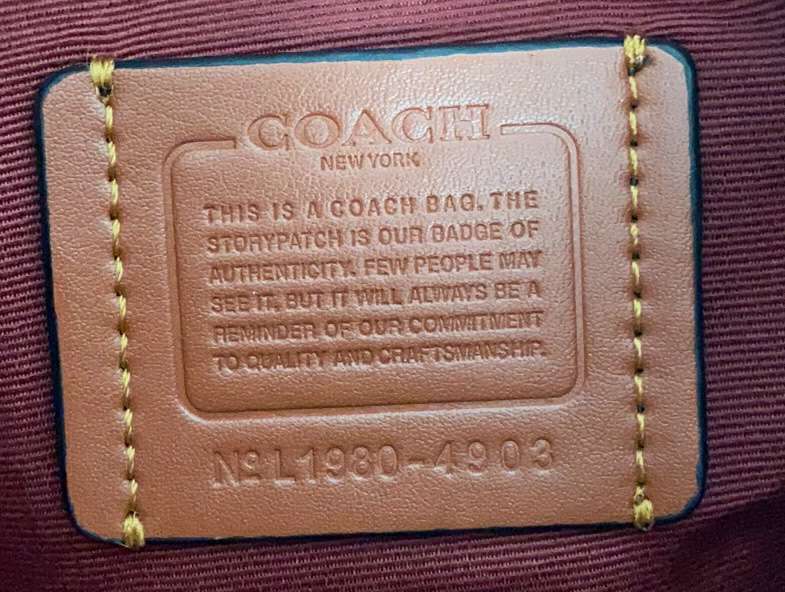 COACH
NEW YORK
THIS IS A COACH BAG. THE
STORYPATCH IS OUR BADGE OF
AUTHENTICITY. FEW PEOPLE MAY
SEE IT, BUT IT WILL ALWAYS BE A
REMINDER OF OUR COMMITMENT
TO QUALITY AND CRAFTSMANSHIP.
Nº L1980-4903